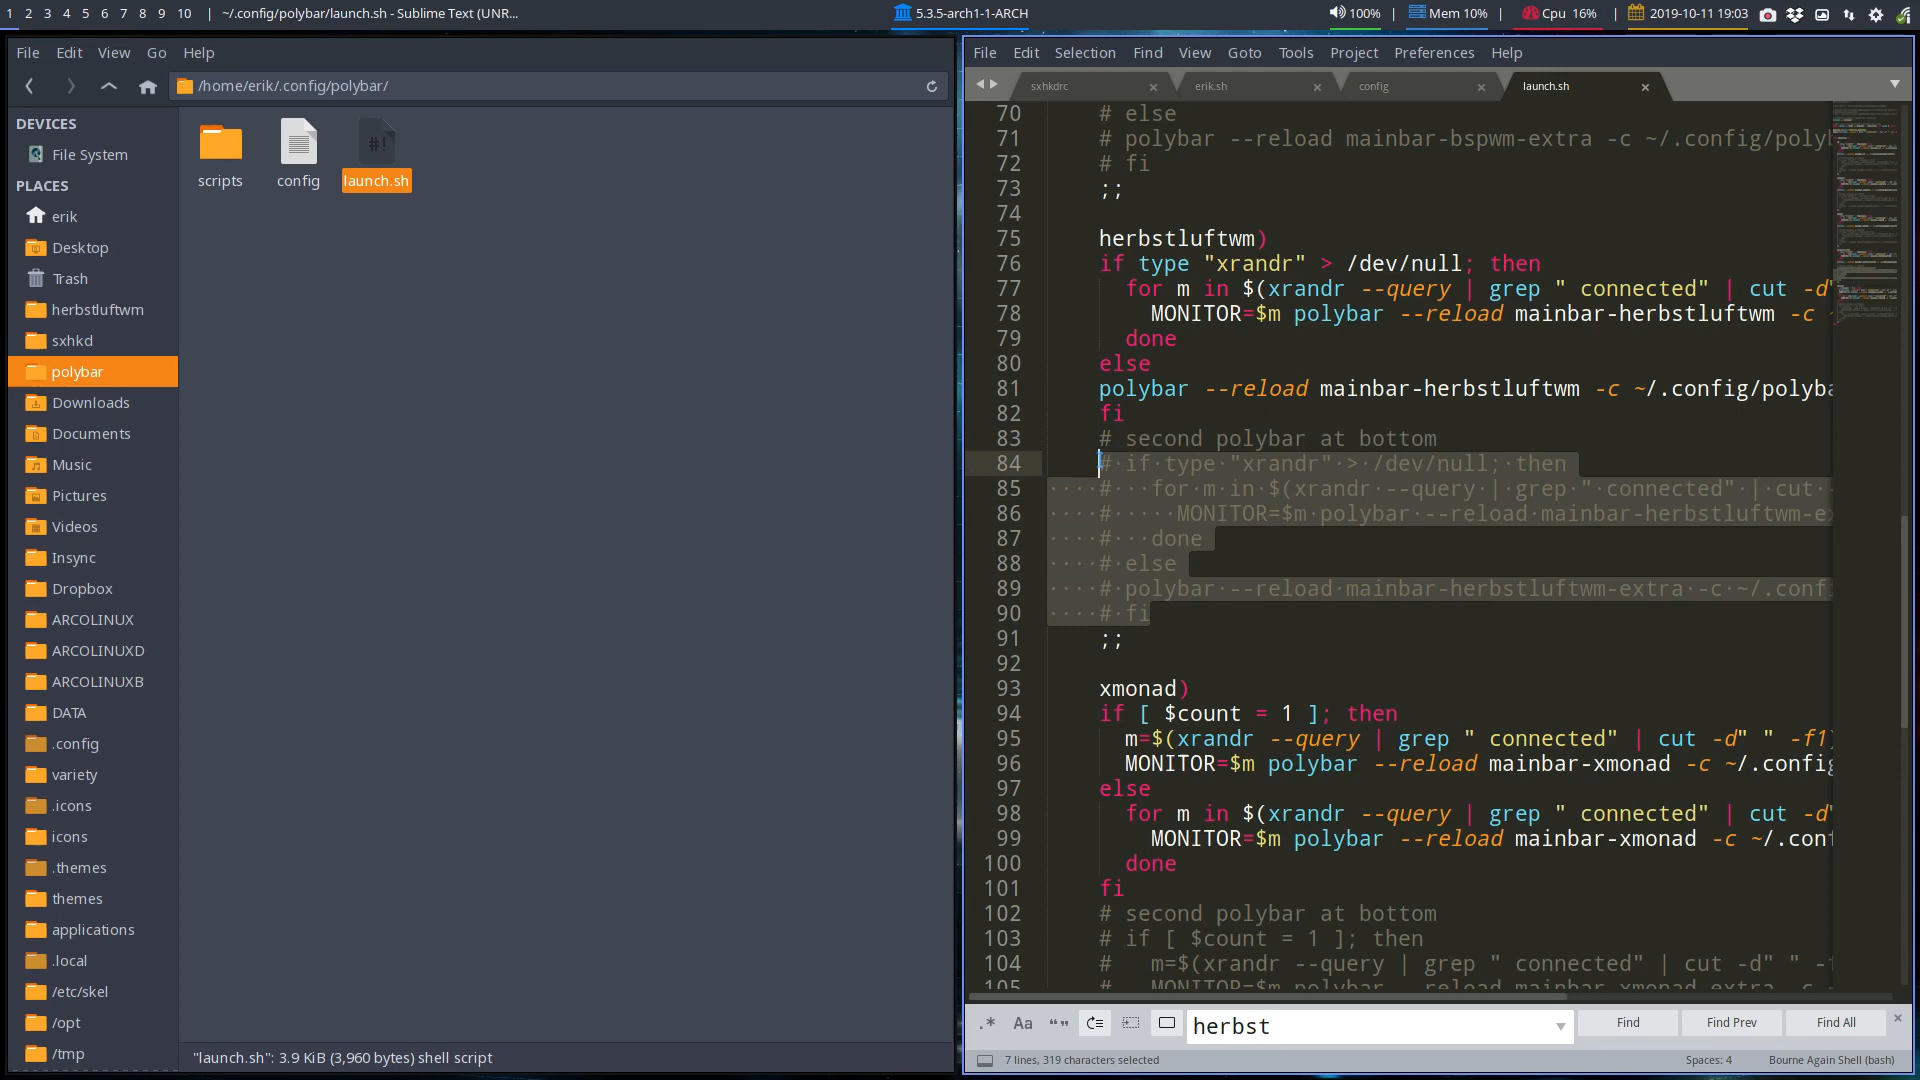 1 2 3 4 5 6 7 8 9 10 | ~/.config/polybar/launch.sh - Sublime Text (UNR...
5.3.5-arch1-1-ARCH
100% | Mem 10% | Cpu 16% | 2019-10-11 19:03
File Edit View Go Help
/home/erik/.config/polybar/
DEVICES
File System
PLACES
erik
Desktop
Trash
herbstluftwm
sxhkd
polybar
Downloads
Documents
Music
Pictures
Videos
Insync
Dropbox
ARCOLINUX
ARCOLINUXD
ARCOLINUXB
DATA
.config
variety
.icons
icons
.themes
themes
applications
.local
/etc/skel
/opt
/tmp
#!
scripts config launch.sh
"launch.sh": 3.9 KiB (3,960 bytes) shell script
File Edit Selection Find View Goto Tools Project Preferences Help
sxhkdrc erik.sh config launch.sh
70 # else
71 # polybar --reload mainbar-bspwm-extra -c ~/.config/polyb
72 # fi
73 ;;
74
75 herbstluftwm)
76 if type "xrandr" > /dev/null; then
77 for m in $(xrandr --query | grep " connected" | cut -d"
78 MONITOR=$m polybar --reload mainbar-herbstluftwm -c ~
79 done
80 else
81 polybar --reload mainbar-herbstluftwm -c ~/.config/polyba
82 fi
83 # second polybar at bottom
84 # if type "xrandr" > /dev/null; then
85 # for m in $(xrandr --query | grep " connected" | cut -
86 # MONITOR=$m polybar --reload mainbar-herbstluftwm-ex
87 # done
88 # else
89 # polybar --reload mainbar-herbstluftwm-extra -c ~/.conf
90 # fi
91 ;;
92
93 xmonad)
94 if [ $count = 1 ]; then
95 m=$(xrandr --query | grep " connected" | cut -d" " -f1)
96 MONITOR=$m polybar --reload mainbar-xmonad -c ~/.config
97 else
98 for m in $(xrandr --query | grep " connected" | cut -d"
99 MONITOR=$m polybar --reload mainbar-xmonad -c ~/.conf
100 done
101 fi
102 # second polybar at bottom
103 # if [ $count = 1 ]; then
104 # m=$(xrandr --query | grep " connected" | cut -d" " -f
105 # MONITOR=$m polybar --reload mainbar-xmonad-extra -c
.* Aa “” herbst Find Find Prev Find All
7 lines, 319 characters selected Spaces: 4 Bourne Again Shell (bash)